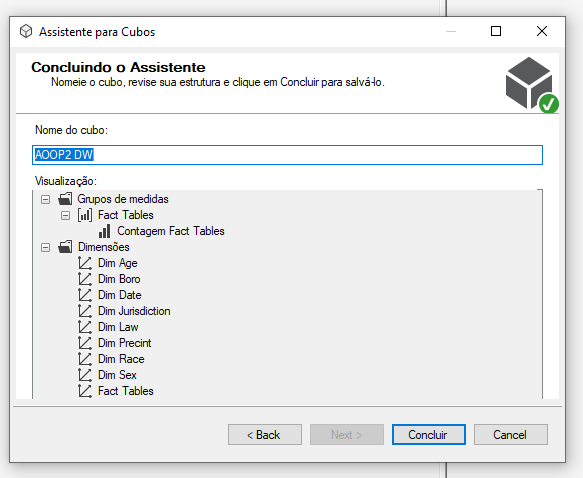 Assistente para Cubos
Concluindo o Assistente
Nomeie o cubo, revise sua estrutura e clique em Concluir para salvá-lo.
Nome do cubo:
AOOP2 DW
Visualização:
Grupos de medidas
Fact Tables
Contagem Fact Tables
Dimensões
Dim Age
Dim Boro
Dim Date
Dim Jurisdiction
Dim Law
Dim Precint
Dim Race
Dim Sex
Fact Tables
< Back
Next >
Concluir
Cancel